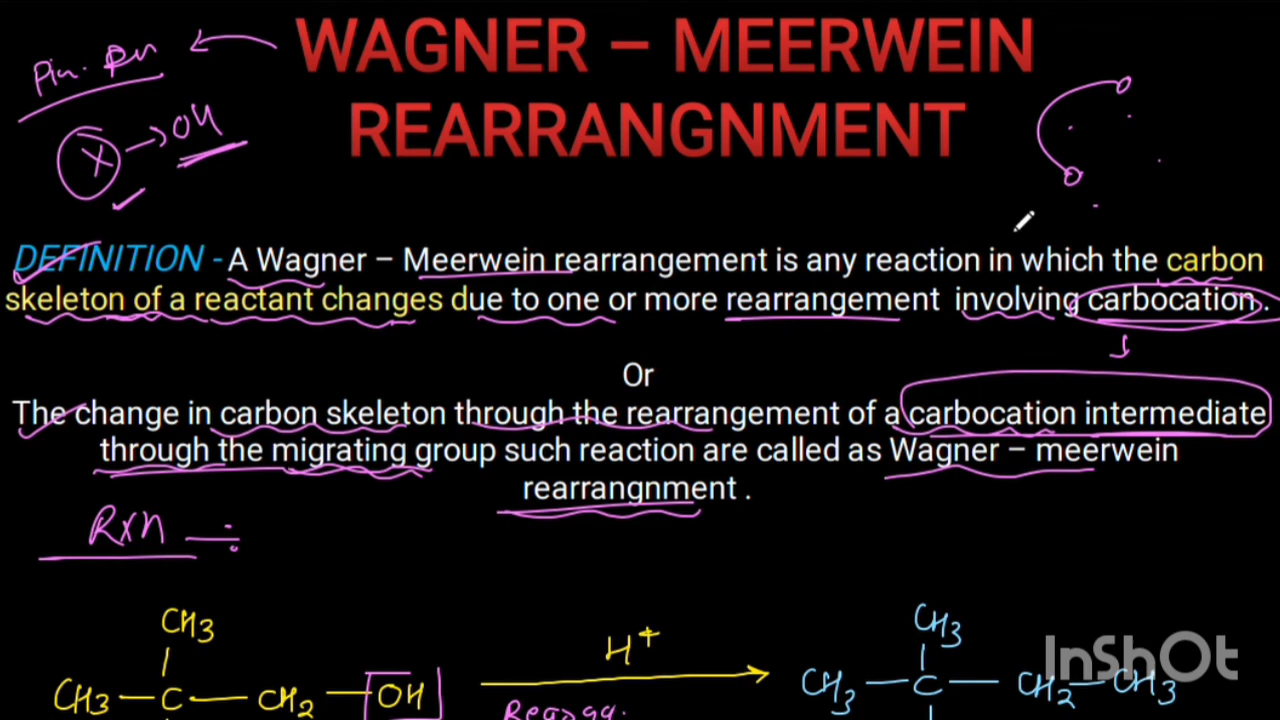 WAGNER – MEERWEIN
REARRANGNMENT
X → OH
DEFINITION - A Wagner – Meerwein rearrangement is any reaction in which the carbon
skeleton of a reactant changes due to one or more rearrangement involving carbocation.
Or
The change in carbon skeleton through the rearrangement of a carbocation intermediate
through the migrating group such reaction are called as Wagner – meerwein
rearrangnment .
Rxn
CH3
CH3 — C — CH2 — OH
H+
CH3
CH3 — C — CH2 — CH3
InShOt